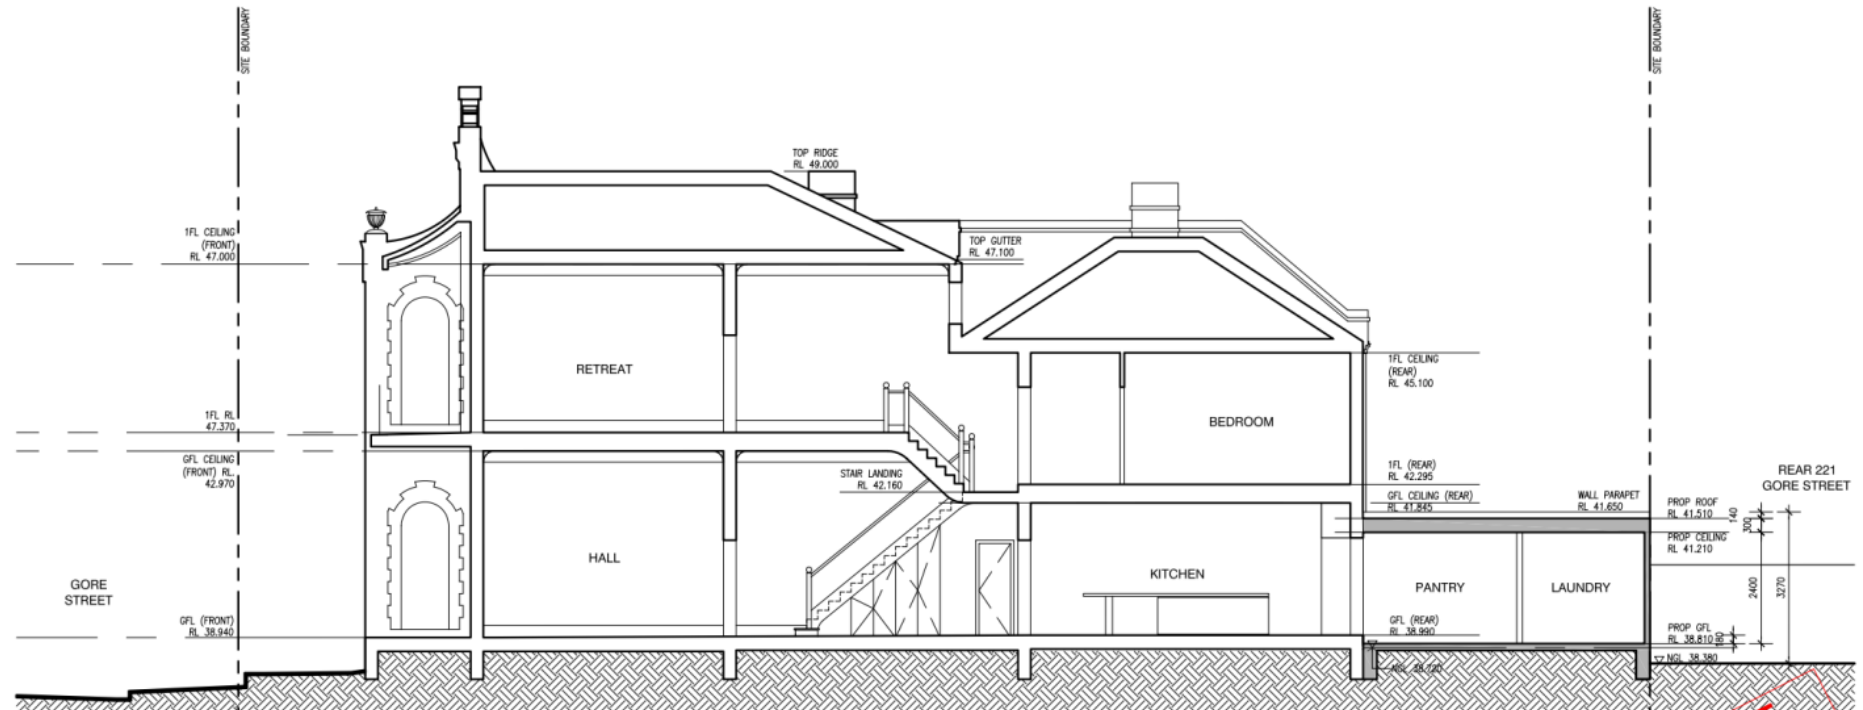 SITE BOUNDARY
SITE BOUNDARY
TOP RIDGE
RL 49.000
1FL CEILING
(FRONT)
RL 47.000
TOP GUTTER
RL 47.100
RETREAT
1FL CEILING
(REAR)
RL 45.100
BEDROOM
1FL RL
47.370
GFL CEILING
(FRONT) RL.
42.970
STAIR LANDING
RL 42.160
1FL (REAR)
RL 42.295
GFL CEILING (REAR)
RL 41.845
WALL PARAPET
RL 41.650
REAR 221
GORE STREET
PROP ROOF
RL 41.510
140
300
PROP CEILING
RL 41.210
HALL
KITCHEN
PANTRY
LAUNDRY
2400
3270
GORE
STREET
GFL (FRONT)
RL 38.940
GFL (REAR)
RL 38.990
PROP GFL
RL 38.810
180
NGL 38.720
NGL 38.380